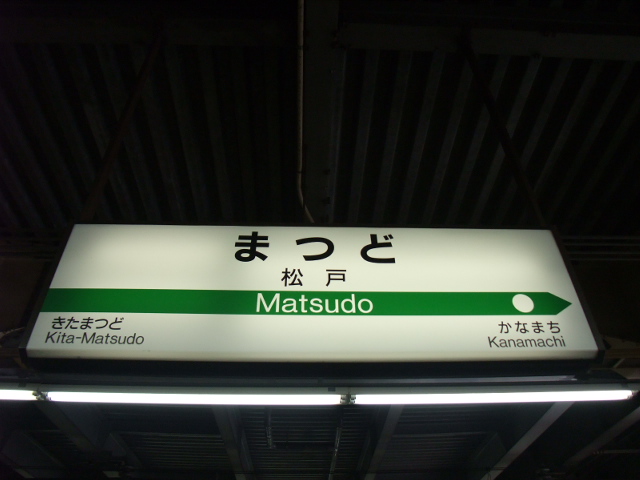 まつど
松戸
Matsudo
きたまつど
Kita-Matsudo
かなまち
Kanamachi